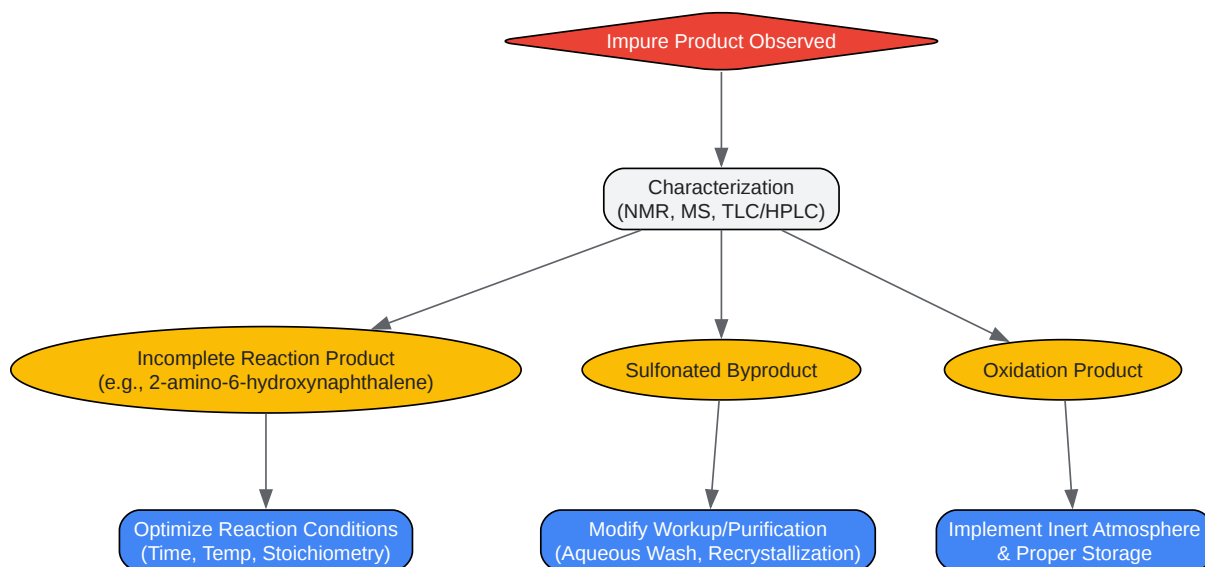 Impure Product Observed
Characterization
(NMR, MS, TLC/HPLC)
Incomplete Reaction Product
(e.g., 2-amino-6-hydroxynaphthalene)
Sulfonated Byproduct
Oxidation Product
Optimize Reaction Conditions
(Time, Temp, Stoichiometry)
Modify Workup/Purification
(Aqueous Wash, Recrystallization)
Implement Inert Atmosphere
& Proper Storage